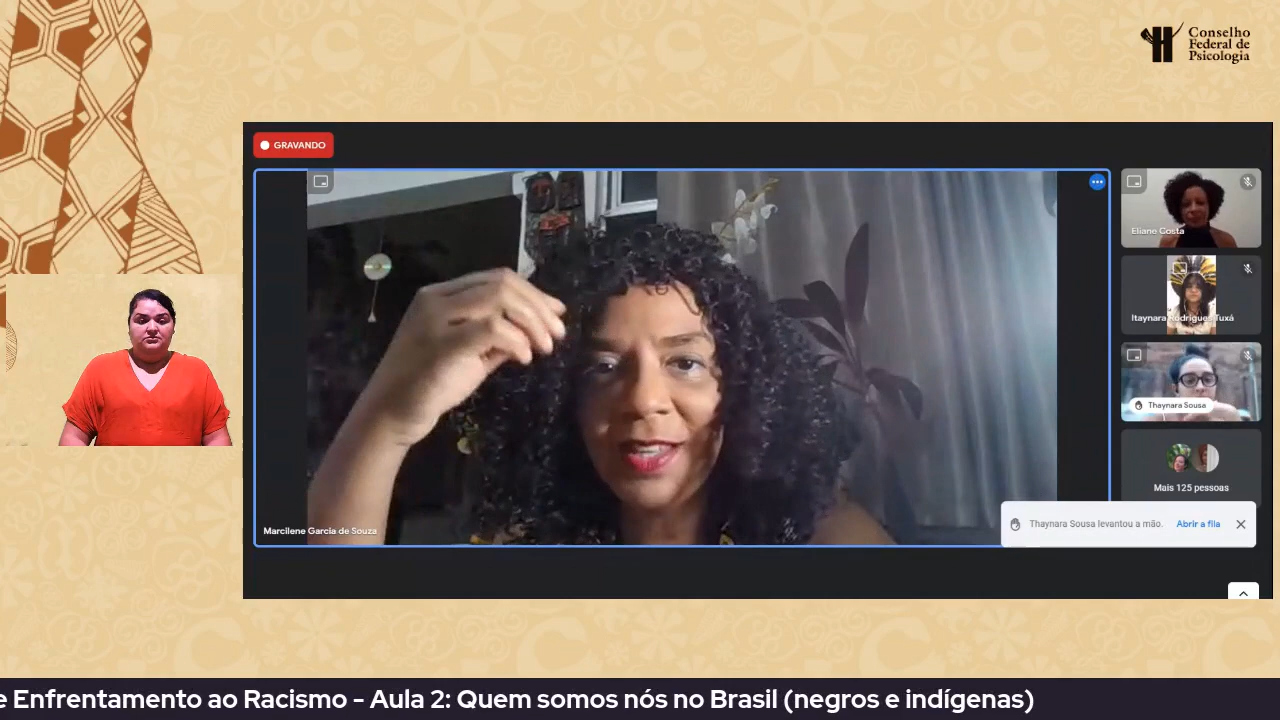 Conselho
Federal de
Psicologia
GRAVANDO
Eliane Costa
Itaynara Rodrigues Tuxá
Thaynara Sousa
Mais 125 pessoas
Marcilene Garcia de Souza
Thaynara Sousa levantou a mão.
Abrir a fila
e Enfrentamento ao Racismo - Aula 2: Quem somos nós no Brasil (negros e indígenas)